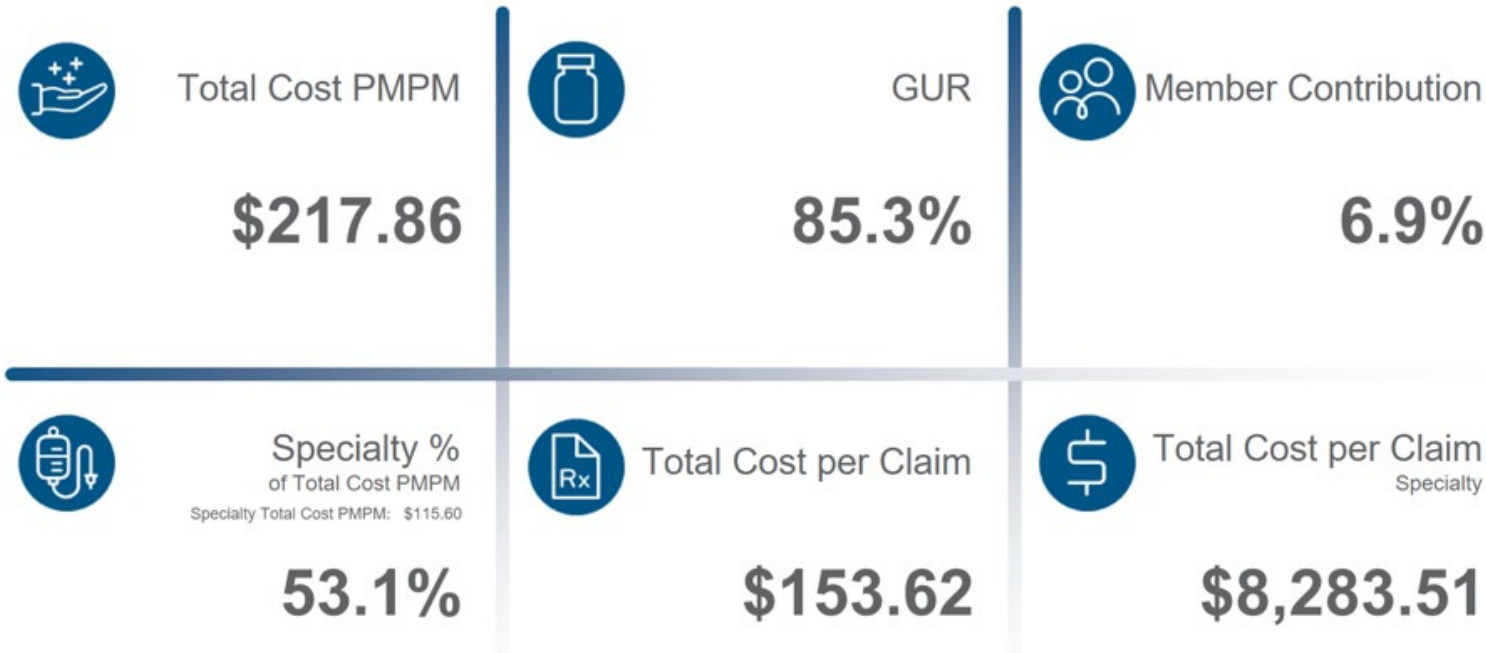 Total Cost PMPM
$217.86
GUR
85.3%
Member Contribution
6.9%
Specialty %
of Total Cost PMPM
Specialty Total Cost PMPM: $115.60
53.1%
Rx
Total Cost per Claim
$153.62
Total Cost per Claim
Specialty
$8,283.51